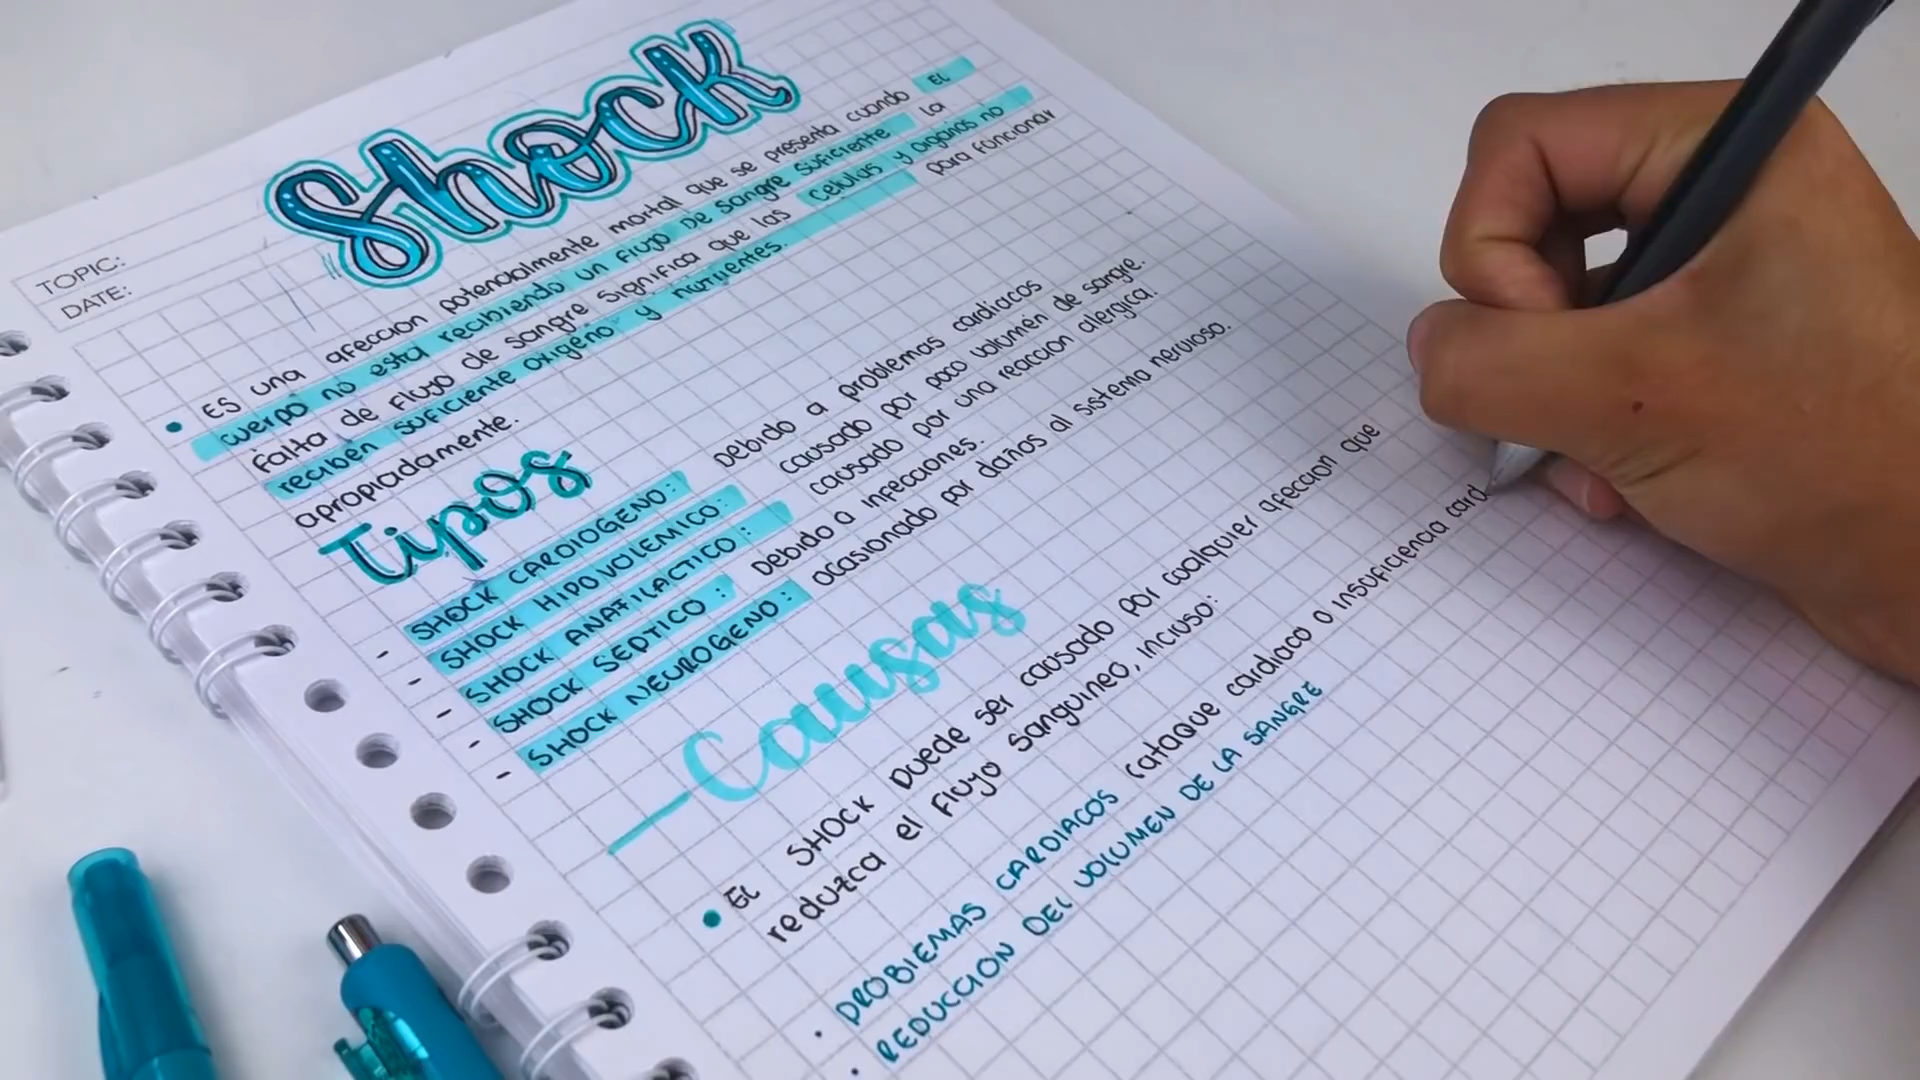 Shock
TOPIC:
DATE:
ES una afeccion potencialmente mortal que se presenta cuando El
cuerpo no esta recibiendo un flujo De sangre suficiente. la
falta de flujo de sangre significa que las celulas y organos no
reciben suficiente oxigeno y nutrientes. para funcionar
apropiadamente.
Tipos
- SHOCK CARDIOGENO: Debido a problemas cardiacos
- SHOCK HIPOVOLEMICO: causado por poco volumen de sangre.
- SHOCK ANAFILACTICO: causado por una reaccion alergica.
- SHOCK SEPTICO: Debido a infecciones.
- SHOCK NEUROGENO: ocasionado por daños al sistema nervioso.
Causas
El SHOCK puede ser causado por cualquier afeccion que
reduzca el flujo sanguineo, incluso:
. PROBLEMAS CARDIACOS (ataque cardiaco o insuficiencia card
. REDUCCION DEL VOLUMEN DE LA SANGRE